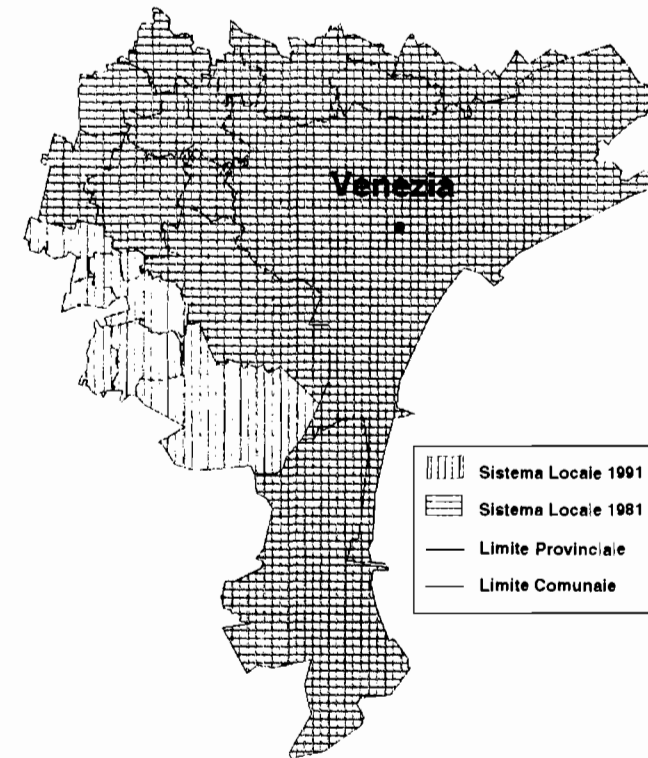 Venezia
Sistema Locale 1991
Sistema Locale 1981
Limite Provinciale
Limite Comunale